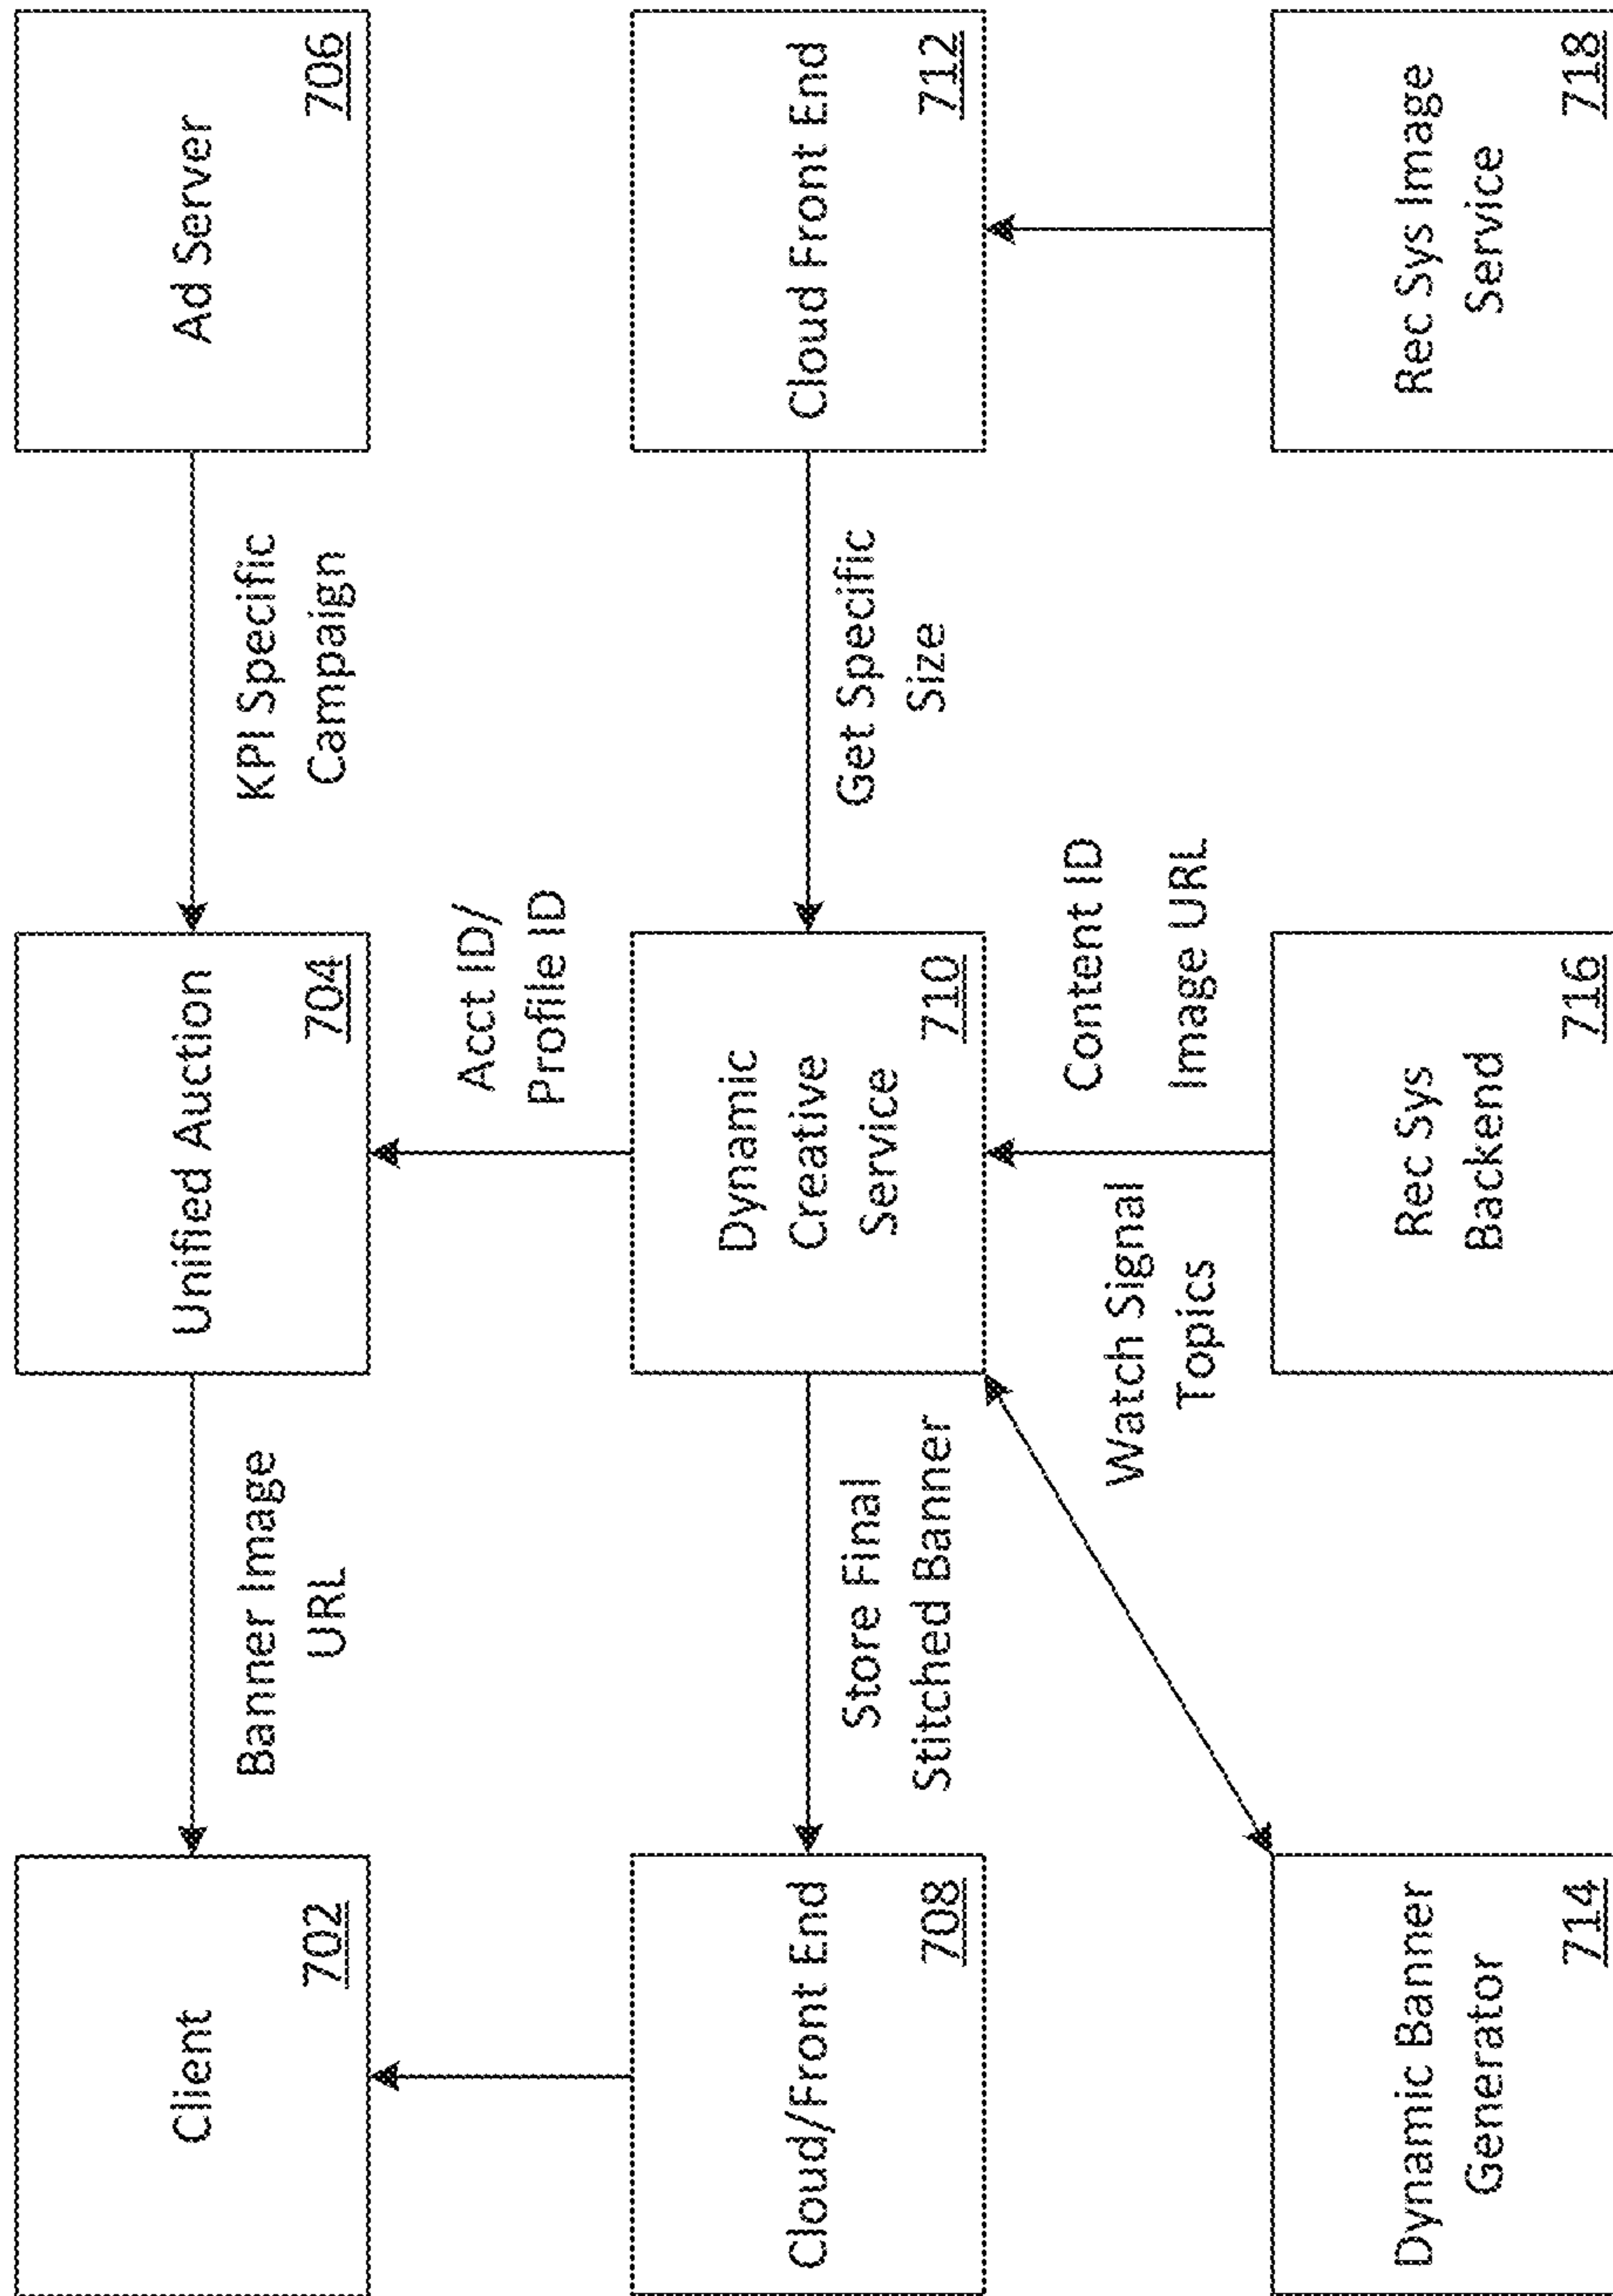 Client
702
Banner Image
URL
Unified Auction
704
KPI Specific
Campaign
Ad Server
706
Acct ID/
Profile ID
Cloud/Front End
708
Store Final
Stitched Banner
Dynamic
Creative
Service
710
Get Specific
Size
Cloud Front End
712
Watch Signal
Topics
Content ID
Image URL
Dynamic Banner
Generator
714
Rec Sys
Backend
716
Rec Sys Image
Service
718